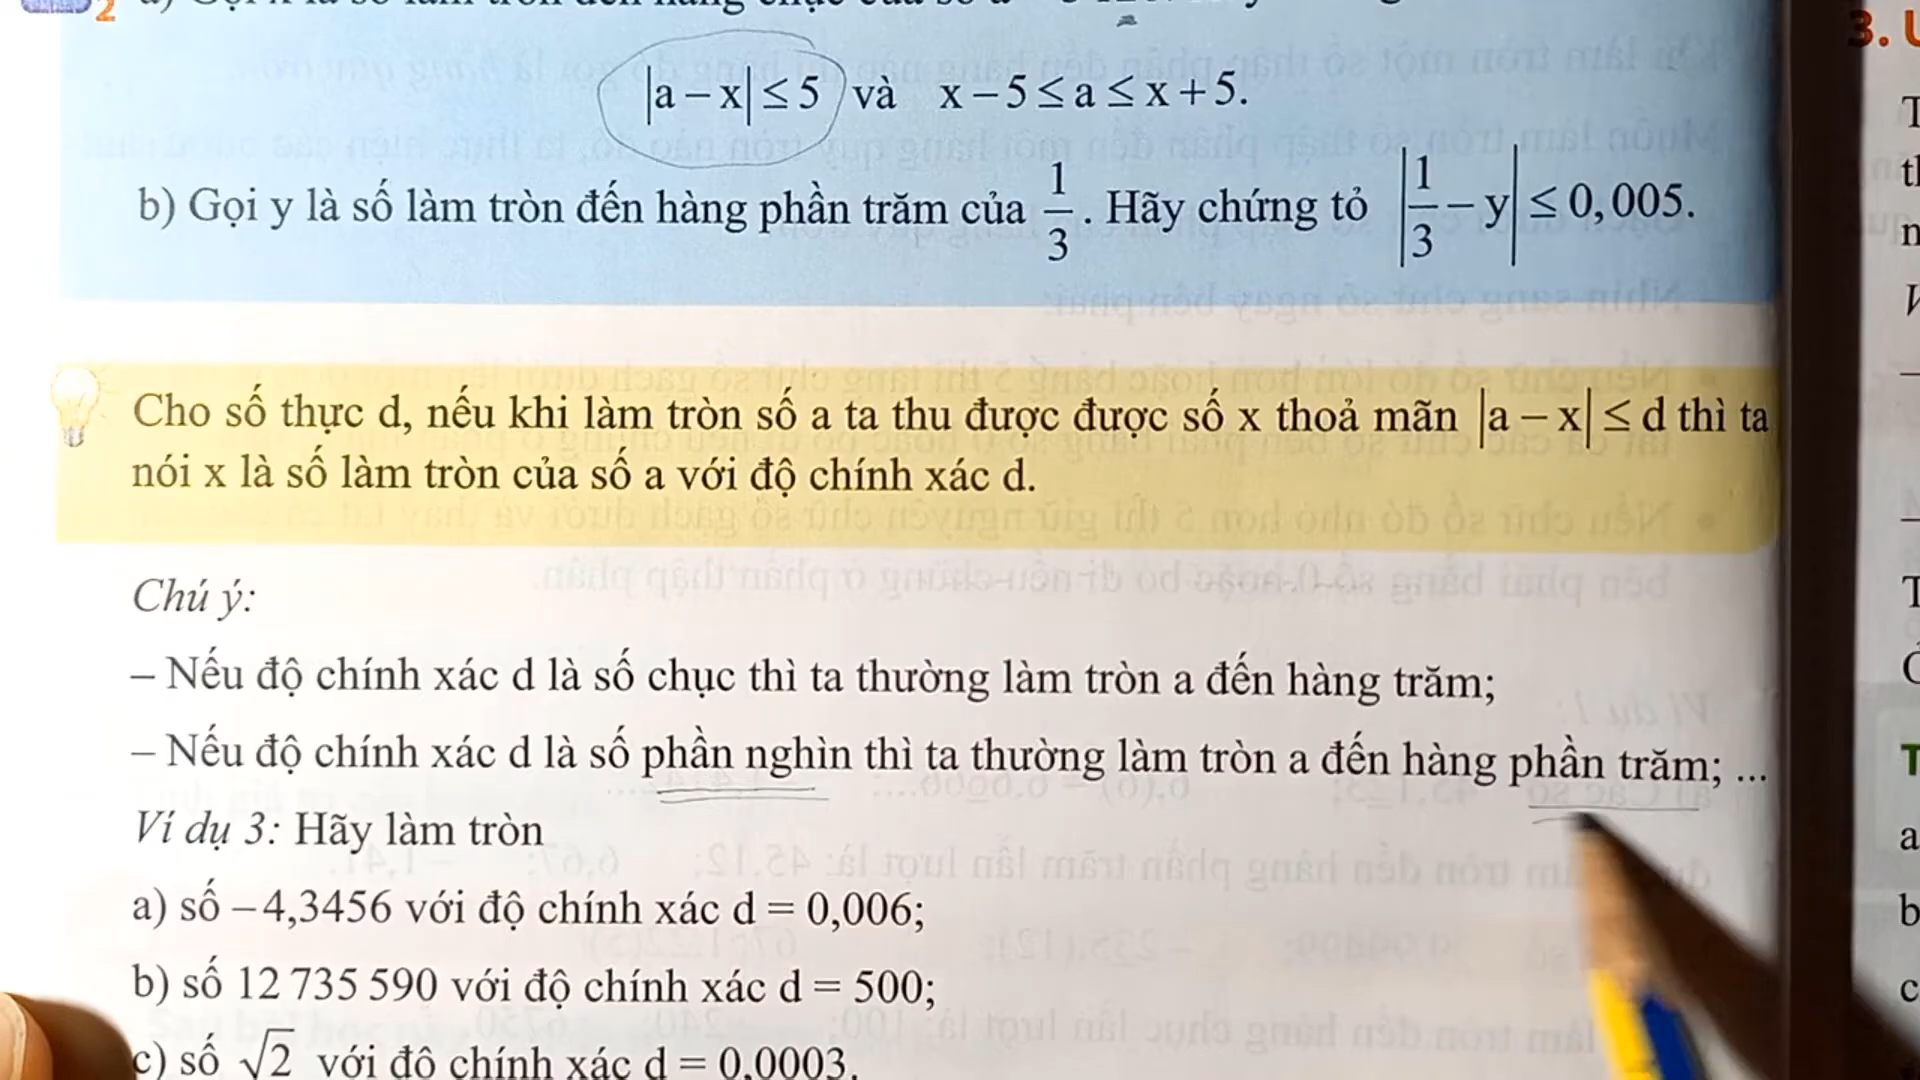 |a − x| ≤ 5 và x − 5 ≤ a ≤ x + 5.
b) Gọi y là số làm tròn đến hàng phần trăm của 1/3. Hãy chứng tỏ |1/3 − y| ≤ 0,005.
Cho số thực d, nếu khi làm tròn số a ta thu được được số x thoả mãn |a − x| ≤ d thì ta
nói x là số làm tròn của số a với độ chính xác d.
Chú ý:
– Nếu độ chính xác d là số chục thì ta thường làm tròn a đến hàng trăm;
– Nếu độ chính xác d là số phần nghìn thì ta thường làm tròn a đến hàng phần trăm; ...
Ví dụ 3: Hãy làm tròn
a) số −4,3456 với độ chính xác d = 0,006;
b) số 12 735 590 với độ chính xác d = 500;
c) số √2 với độ chính xác d = 0,0003.
3.